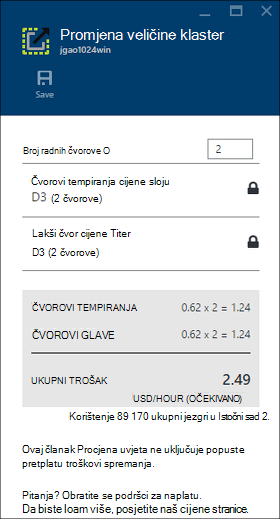 Promjena veličine klaster
jgao1024win
Save
Broj radnih čvorove O 2
Čvorovi tempiranja cijene sloju
D3 (2 čvorove)
Lakši čvor cijene Titer
D3 (2 čvorove)
ČVOROVI TEMPIRANJA 0.62 x 2 = 1.24
ČVOROVI GLAVE 0.62 x 2 = 1.24
UKUPNI TROŠAK 2.49
USD/HOUR (OČEKIVANO)
Korištenje 89 170 ukupni jezgri u Istočni sad 2.
Ovaj članak Procjena uvjeta ne uključuje popuste
pretplatu troškovi spremanja.
Pitanja? Obratite se podršci za naplatu.
Da biste loam više, posjetite naš cijene stranice.